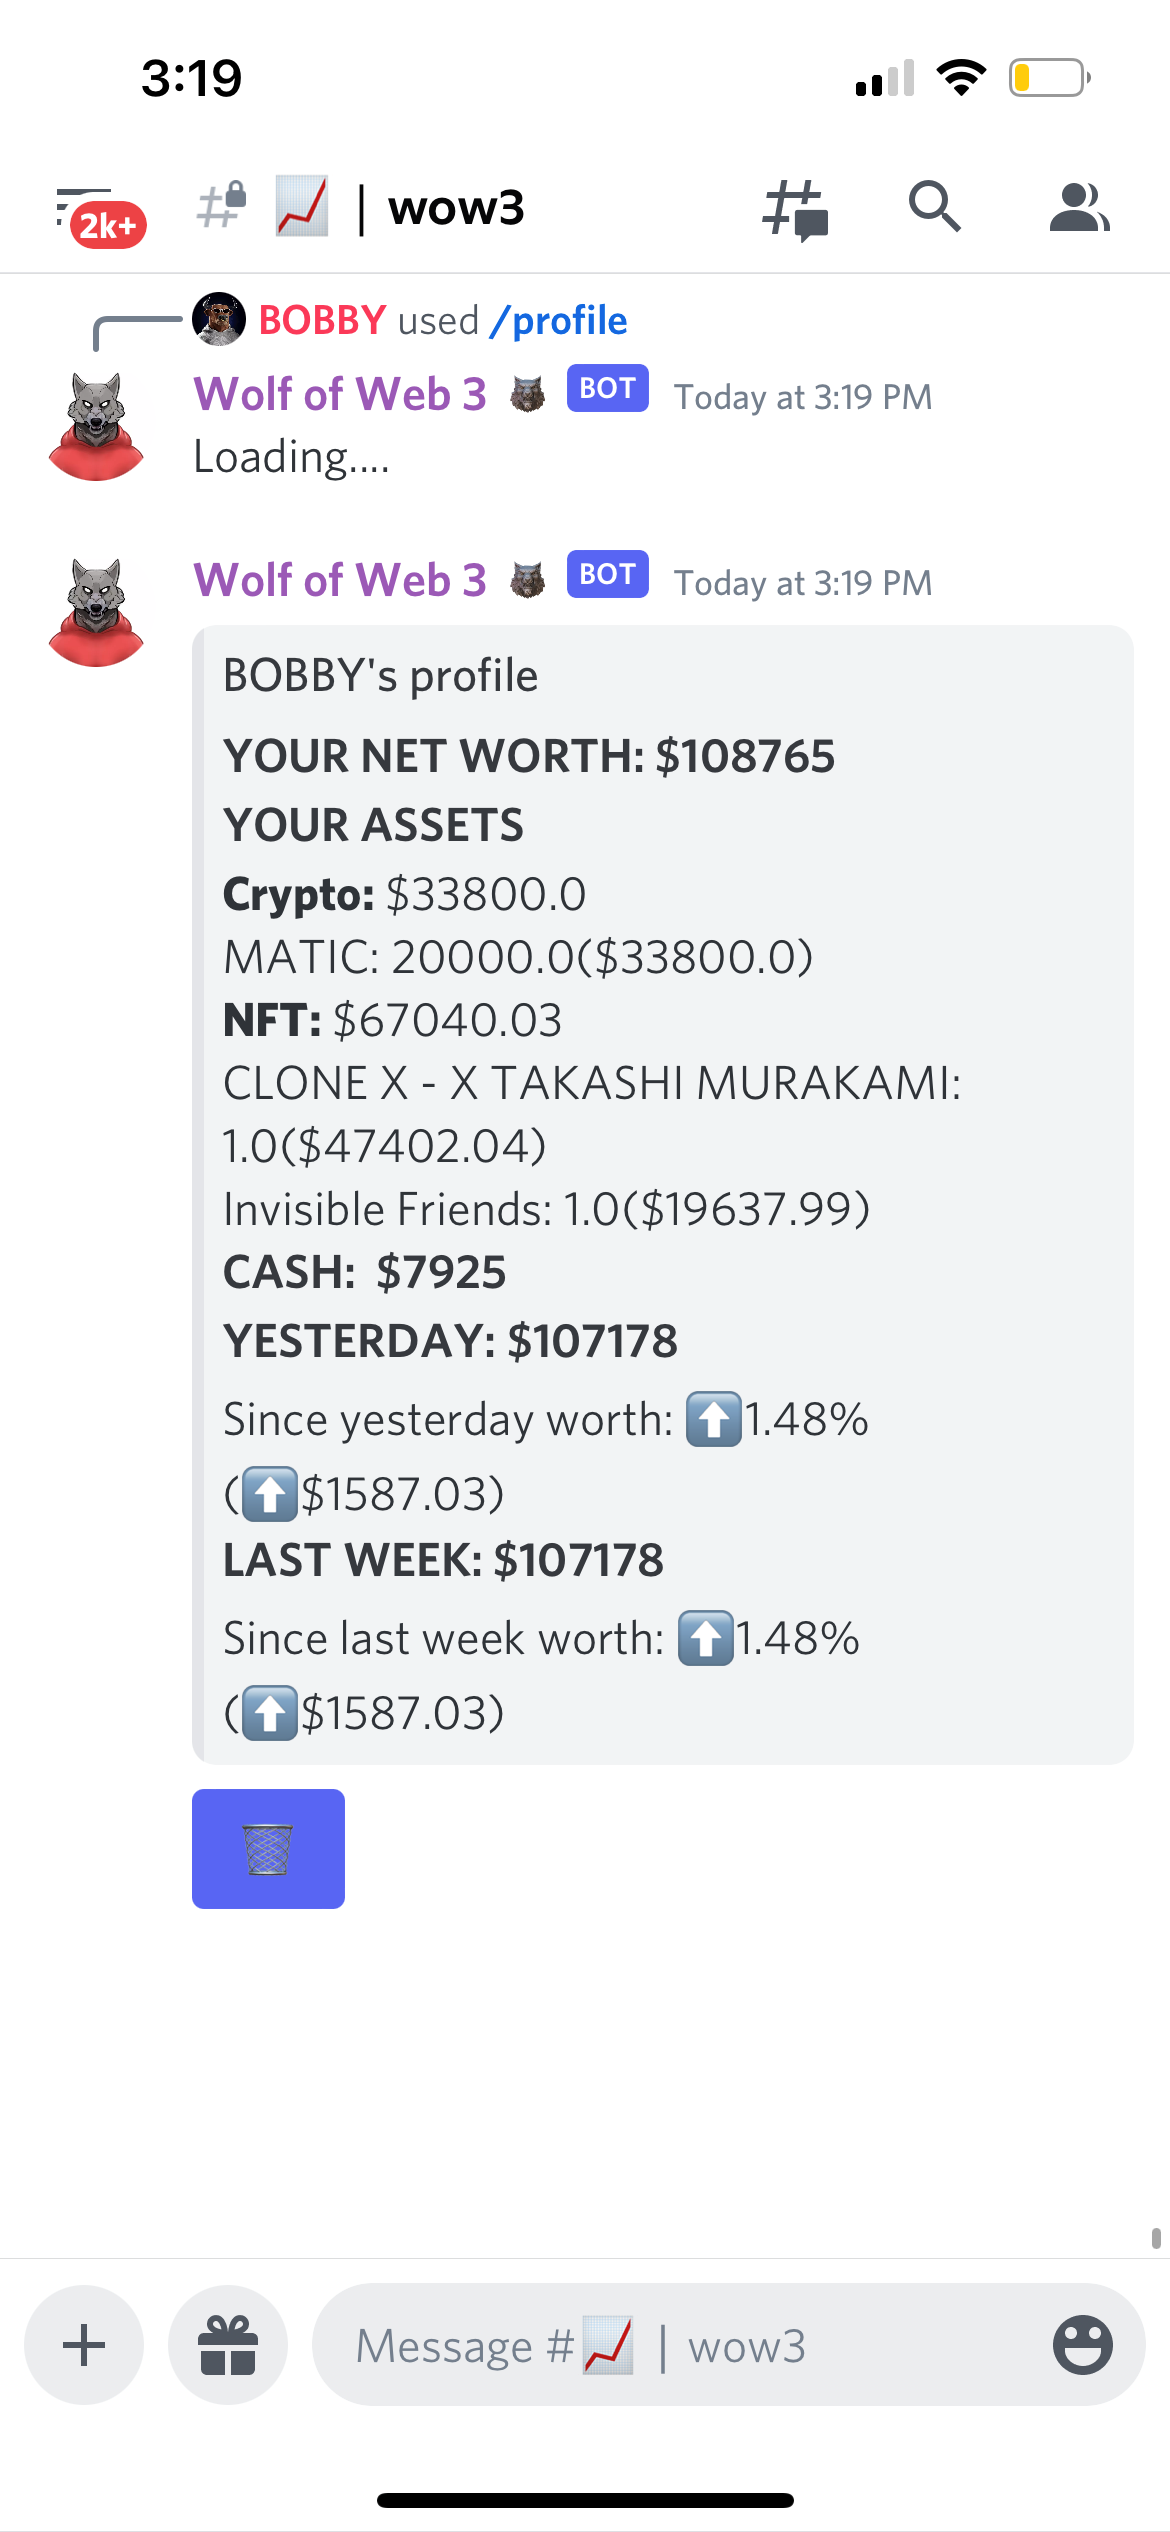 3:19
2k+
| wow3
BOBBY used /profile
Wolf of Web 3 BOT Today at 3:19 PM
Loading....
Wolf of Web 3 BOT Today at 3:19 PM
BOBBY's profile
YOUR NET WORTH: $108765
YOUR ASSETS
Crypto: $33800.0
MATIC: 20000.0($33800.0)
NFT: $67040.03
CLONE X - X TAKASHI MURAKAMI:
1.0($47402.04)
Invisible Friends: 1.0($19637.99)
CASH: $7925
YESTERDAY: $107178
Since yesterday worth: ⬆️1.48%
(⬆️$1587.03)
LAST WEEK: $107178
Since last week worth: ⬆️1.48%
(⬆️$1587.03)
Message #📈 | wow3